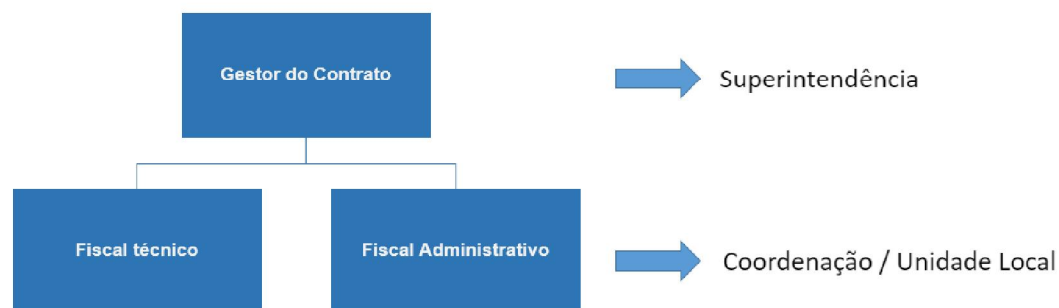 Gestor do Contrato
Superintendência
Fiscal técnico
Fiscal Administrativo
Coordenação / Unidade Local